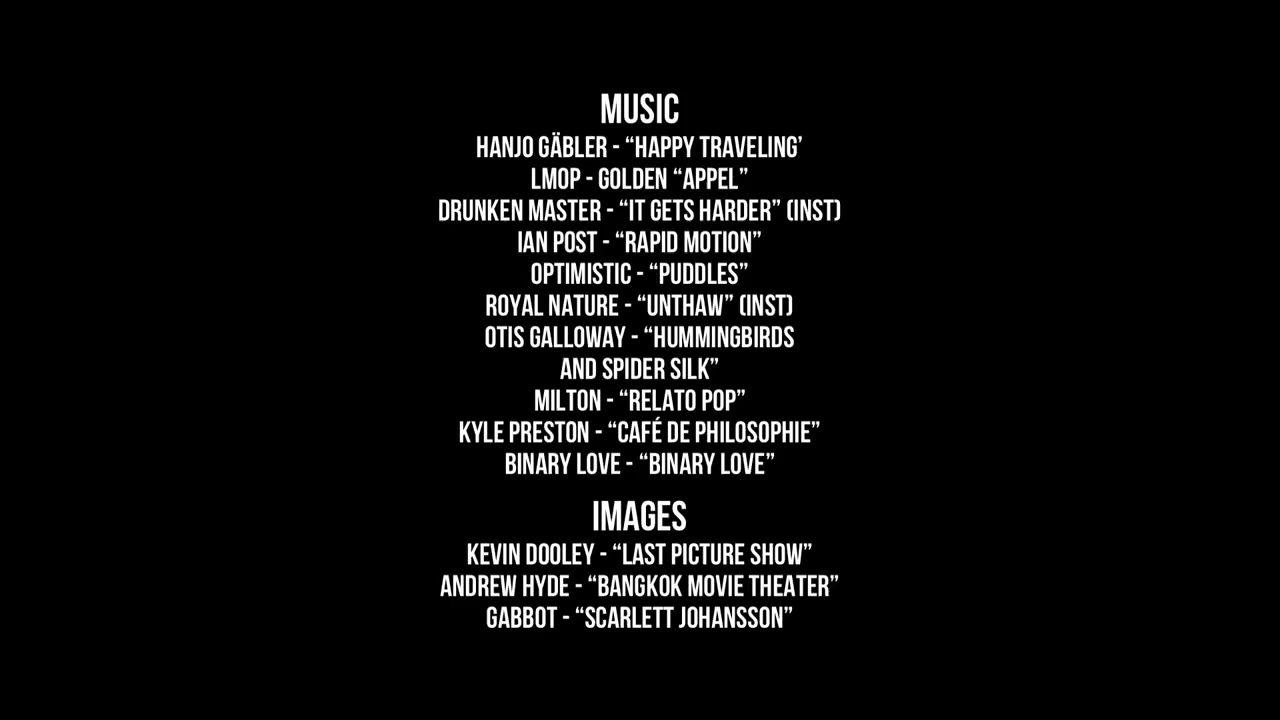 MUSIC
HANJO GÄBLER - “HAPPY TRAVELING’
LMOP - GOLDEN “APPEL”
DRUNKEN MASTER - “IT GETS HARDER” (INST)
IAN POST - “RAPID MOTION”
OPTIMISTIC - “PUDDLES”
ROYAL NATURE - “UNTHAW” (INST)
OTIS GALLOWAY - “HUMMINGBIRDS
AND SPIDER SILK”
MILTON - “RELATO POP”
KYLE PRESTON - “CAFÉ DE PHILOSOPHIE”
BINARY LOVE - “BINARY LOVE”
IMAGES
KEVIN DOOLEY - “LAST PICTURE SHOW”
ANDREW HYDE - “BANGKOK MOVIE THEATER”
GABBOT - “SCARLETT JOHANSSON”